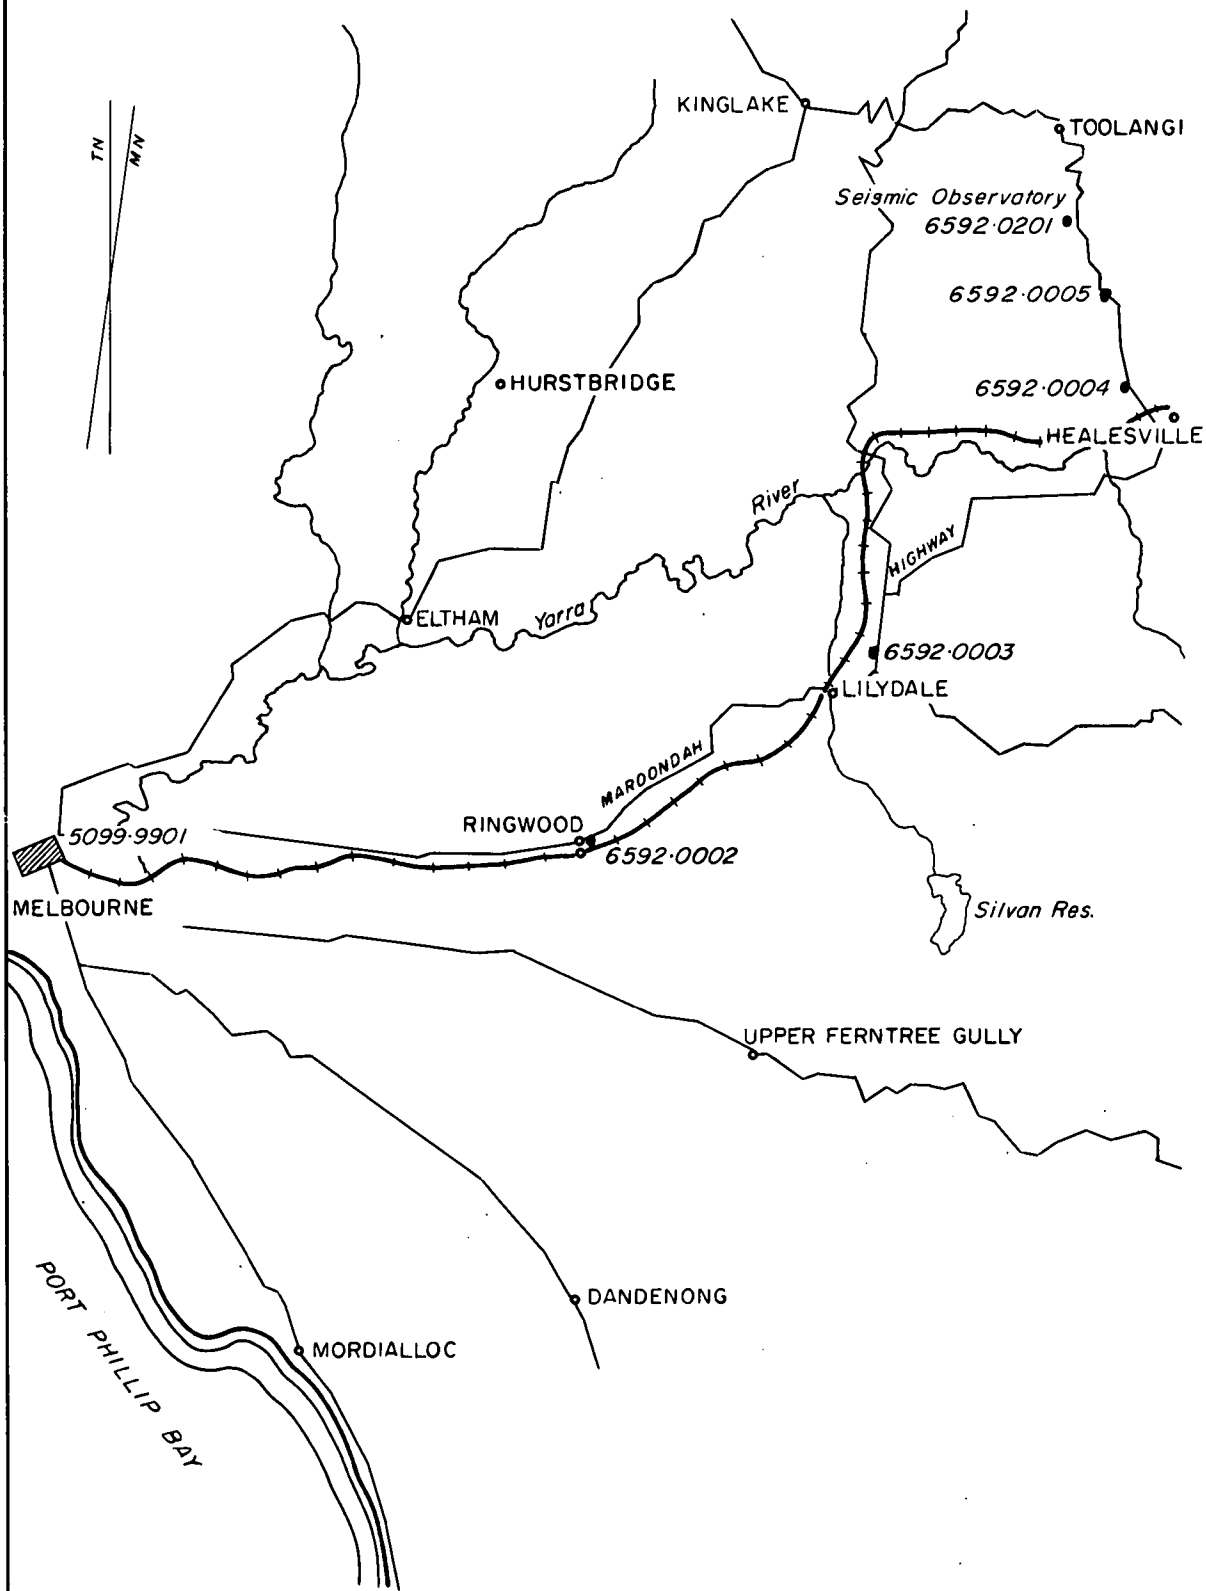 KINGLAKE
TOOLANGI
TN
MN
Seismic Observatory
6592·0201
6592·0005
HURSTBRIDGE
6592·0004
HEALESVILLE
River
HIGHWAY
ELTHAM
Yarra
6592·0003
LILYDALE
MAROONDAH
RINGWOOD
5099·9901
6592·0002
MELBOURNE
Silvan Res.
UPPER FERNTREE GULLY
DANDENONG
MORDIALLOC
PORT PHILLIP BAY